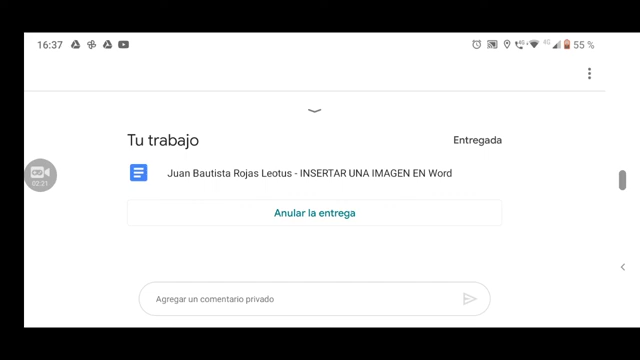 16:37
4G
55 %
Tu trabajo
Entregada
Juan Bautista Rojas Leotus - INSERTAR UNA IMAGEN EN Word
02:21
Anular la entrega
Agregar un comentario privado